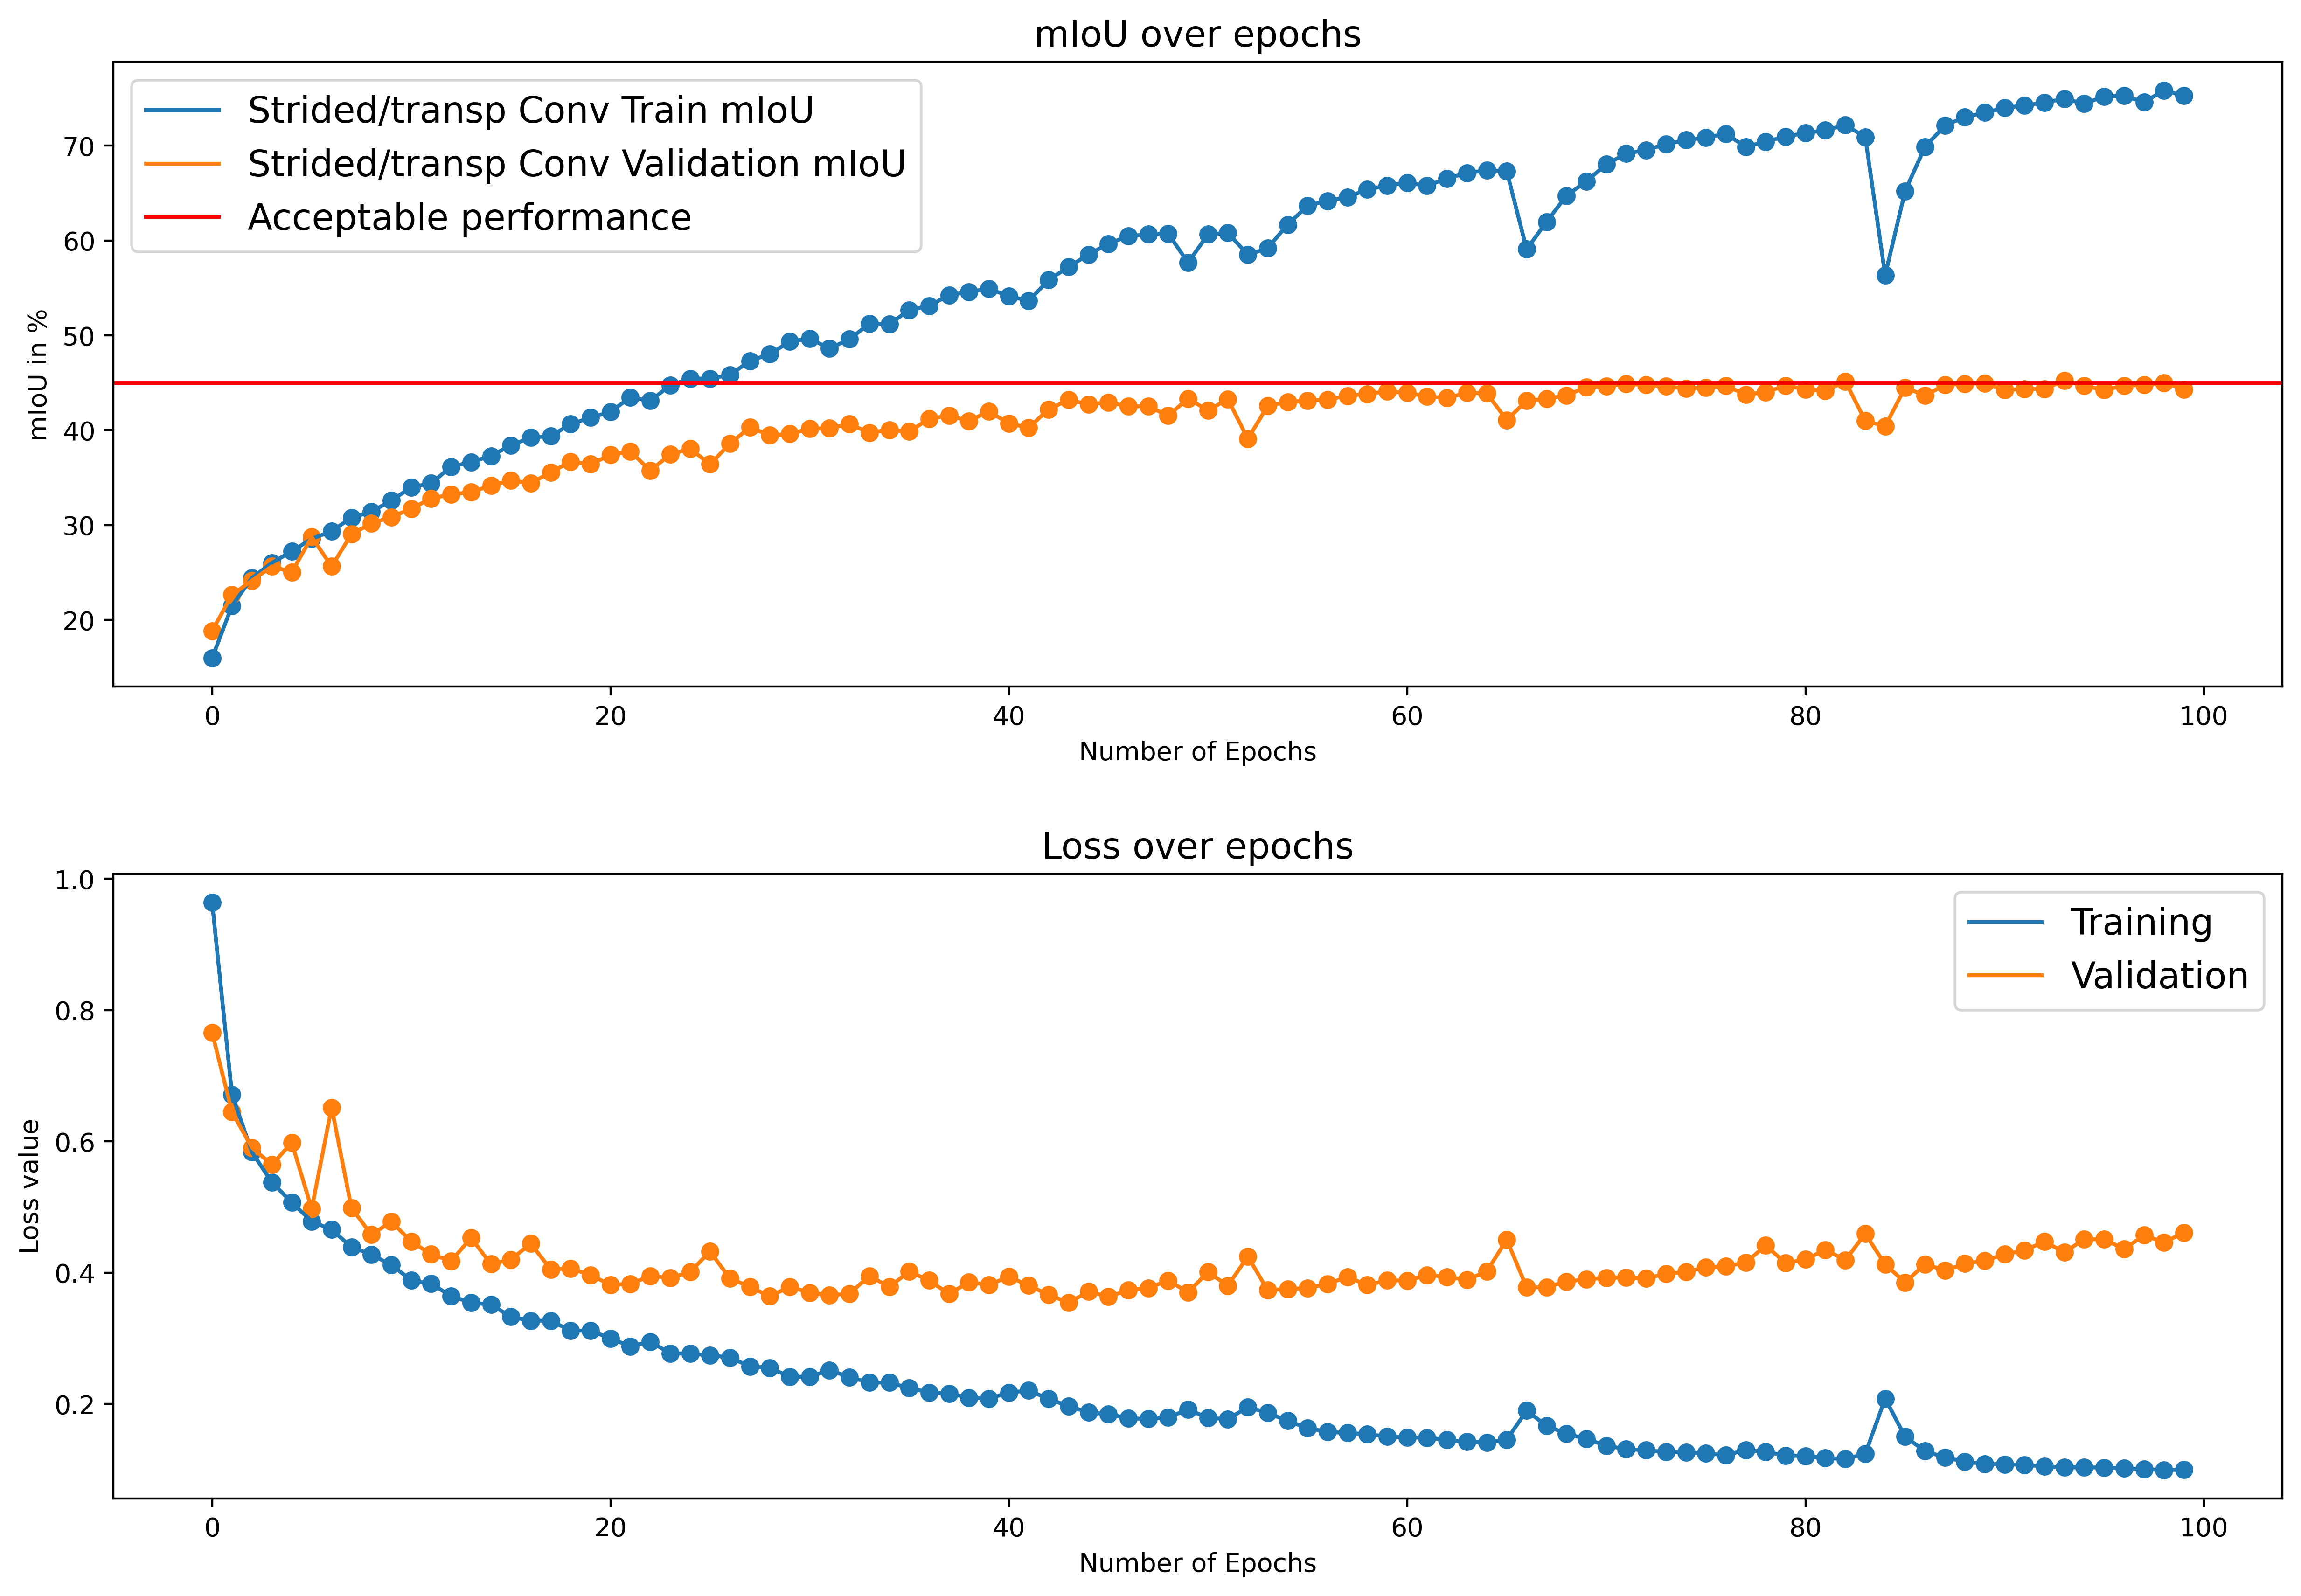 mIoU over epochs
Strided/transp Conv Train mIoU
Strided/transp Conv Validation mIoU
Acceptable performance
mIoU in %
70
60
50
40
30
20
0 20 40 60 80 100
Number of Epochs
Loss over epochs
Training
Validation
Loss value
1.0
0.8
0.6
0.4
0.2
0 20 40 60 80 100
Number of Epochs